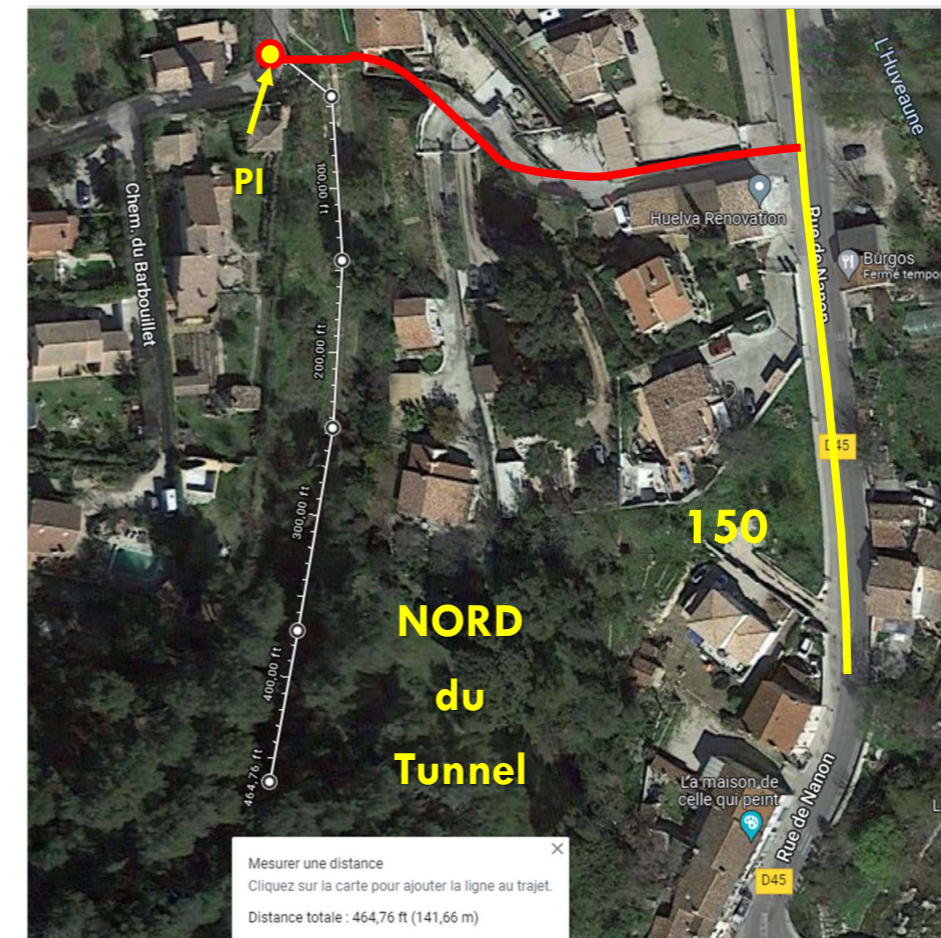 L'Huveaune
PI
100,00 ft
Chem. du Barbouillet
Huelva Rénovation
Rue de Nanon
Burgos
Fermé tempo
200,00 ft
D45
300,00 ft
150
NORD
du
Tunnel
400,00 ft
464,76 ft
La maison de
celle qui peint
Rue de Nanon
L
D45
Mesurer une distance
Cliquez sur la carte pour ajouter la ligne au trajet.
Distance totale : 464,76 ft (141,66 m)